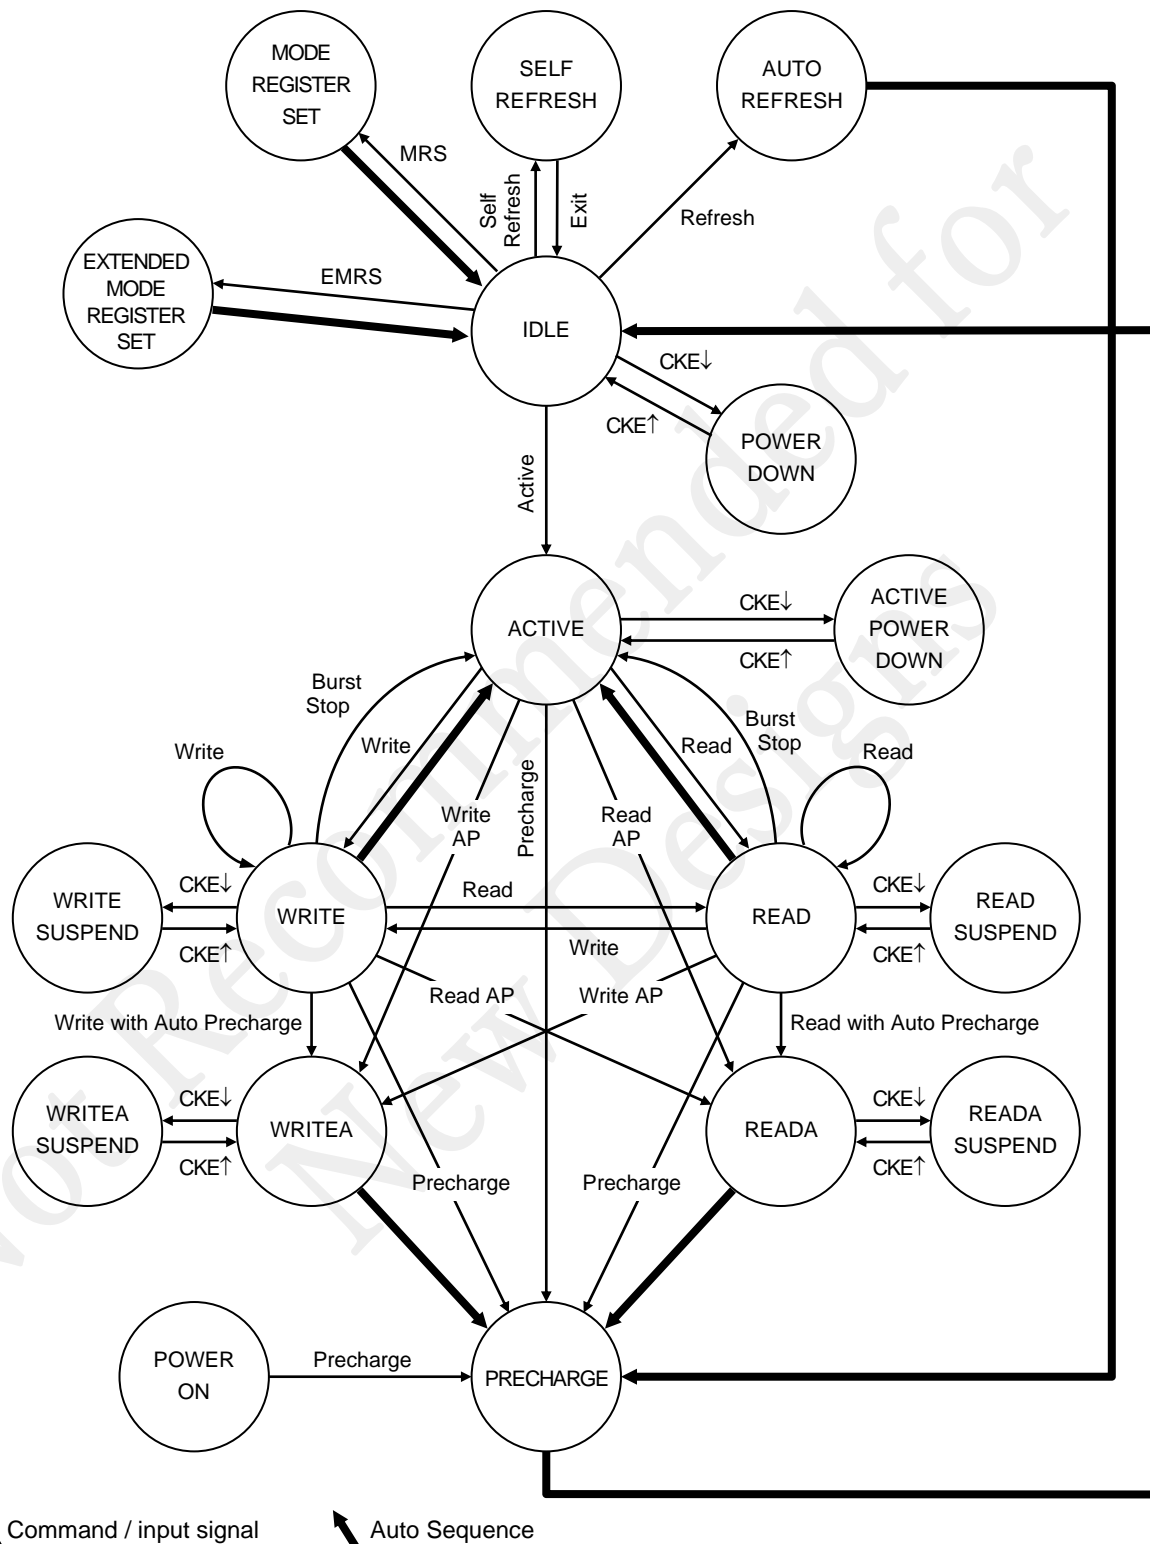 MODE
REGISTER
SET
SELF
REFRESH
AUTO
REFRESH
MRS
Self
Refresh
Exit
Refresh
EXTENDED
MODE
REGISTER
SET
EMRS
IDLE
CKE↓
CKE↑
POWER
DOWN
Active
ACTIVE
CKE↓
CKE↑
ACTIVE
POWER
DOWN
Burst
Stop
Write
Write
Write
AP
Precharge
Read
AP
Read
Burst
Stop
Read
WRITE
SUSPEND
CKE↓
CKE↑
WRITE
Read
Write
READ
CKE↓
CKE↑
READ
SUSPEND
Read AP
Write AP
Write with Auto Precharge
Read with Auto Precharge
WRITEA
SUSPEND
CKE↓
CKE↑
WRITEA
READA
CKE↓
CKE↑
READA
SUSPEND
Precharge
Precharge
POWER
ON
Precharge
PRECHARGE
Command / input signal
Auto Sequence
Not Recommended for
New Designs